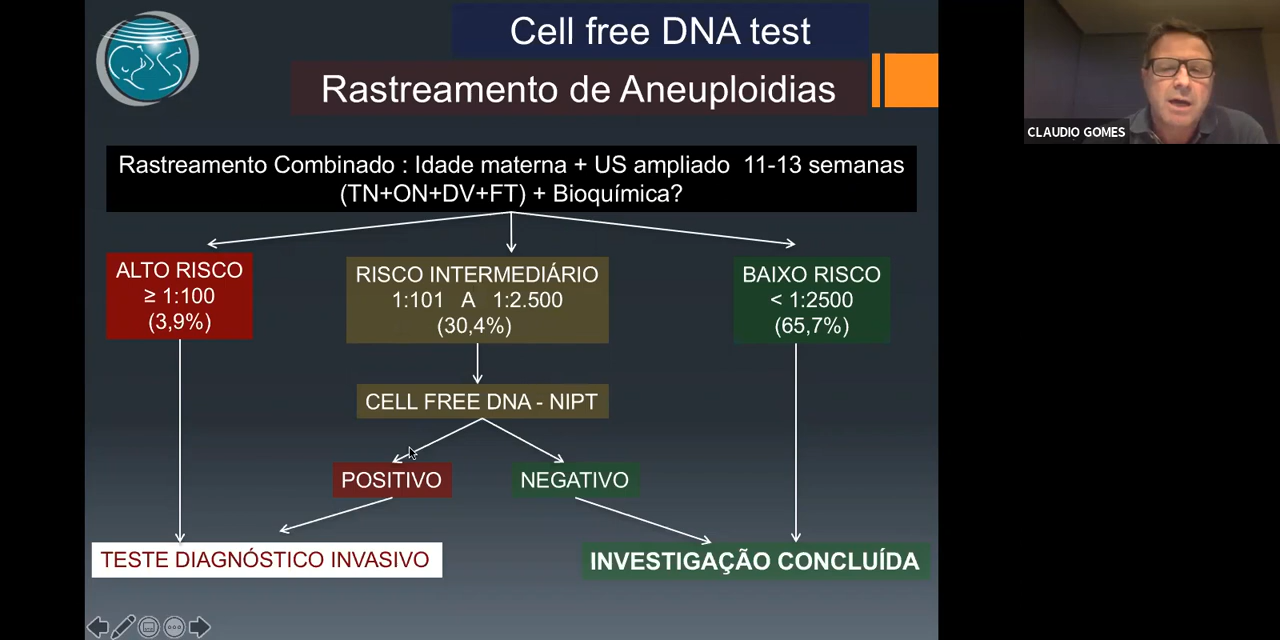 Cell free DNA test
Rastreamento de Aneuploidias
CLAUDIO GOMES
Rastreamento Combinado : Idade materna + US ampliado 11-13 semanas
(TN+ON+DV+FT) + Bioquímica?
ALTO RISCO
≥ 1:100
(3,9%)
RISCO INTERMEDIÁRIO
1:101 A 1:2.500
(30,4%)
BAIXO RISCO
< 1:2500
(65,7%)
CELL FREE DNA - NIPT
POSITIVO
NEGATIVO
TESTE DIAGNÓSTICO INVASIVO
INVESTIGAÇÃO CONCLUÍDA